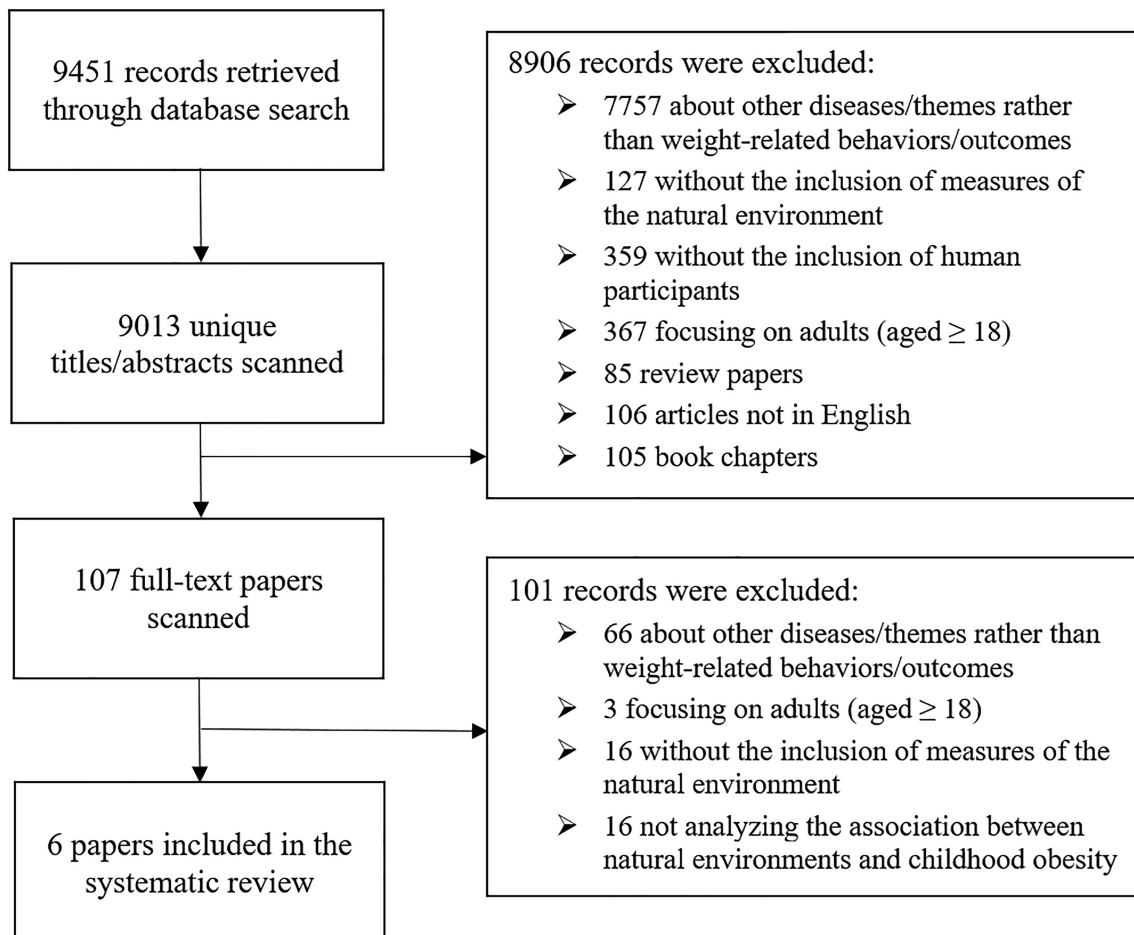 9451 records retrieved
through database search
8906 records were excluded:
➢ 7757 about other diseases/themes rather
than weight-related behaviors/outcomes
➢ 127 without the inclusion of measures of
the natural environment
➢ 359 without the inclusion of human
participants
➢ 367 focusing on adults (aged ≥ 18)
➢ 85 review papers
➢ 106 articles not in English
➢ 105 book chapters
9013 unique
titles/abstracts scanned
107 full-text papers
scanned
101 records were excluded:
➢ 66 about other diseases/themes rather than
weight-related behaviors/outcomes
➢ 3 focusing on adults (aged ≥ 18)
➢ 16 without the inclusion of measures of the
natural environment
➢ 16 not analyzing the association between
natural environments and childhood obesity
6 papers included in the
systematic review